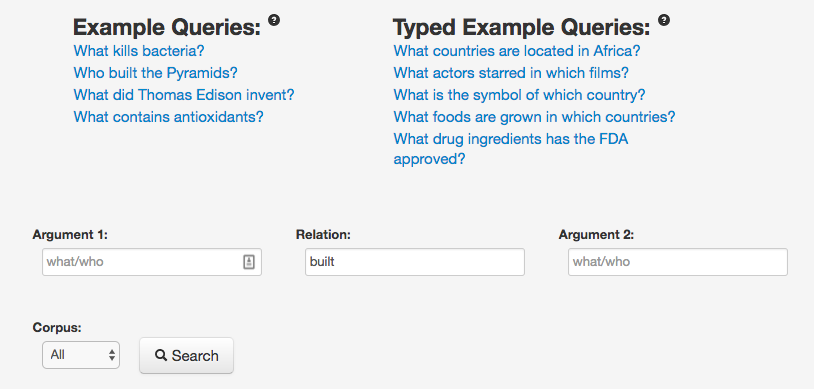 Example Queries: ?
What kills bacteria?
Who built the Pyramids?
What did Thomas Edison invent?
What contains antioxidants?
Typed Example Queries: ?
What countries are located in Africa?
What actors starred in which films?
What is the symbol of which country?
What foods are grown in which countries?
What drug ingredients has the FDA
approved?
Argument 1:
what/who
Relation:
built
Argument 2:
what/who
Corpus:
All
Search